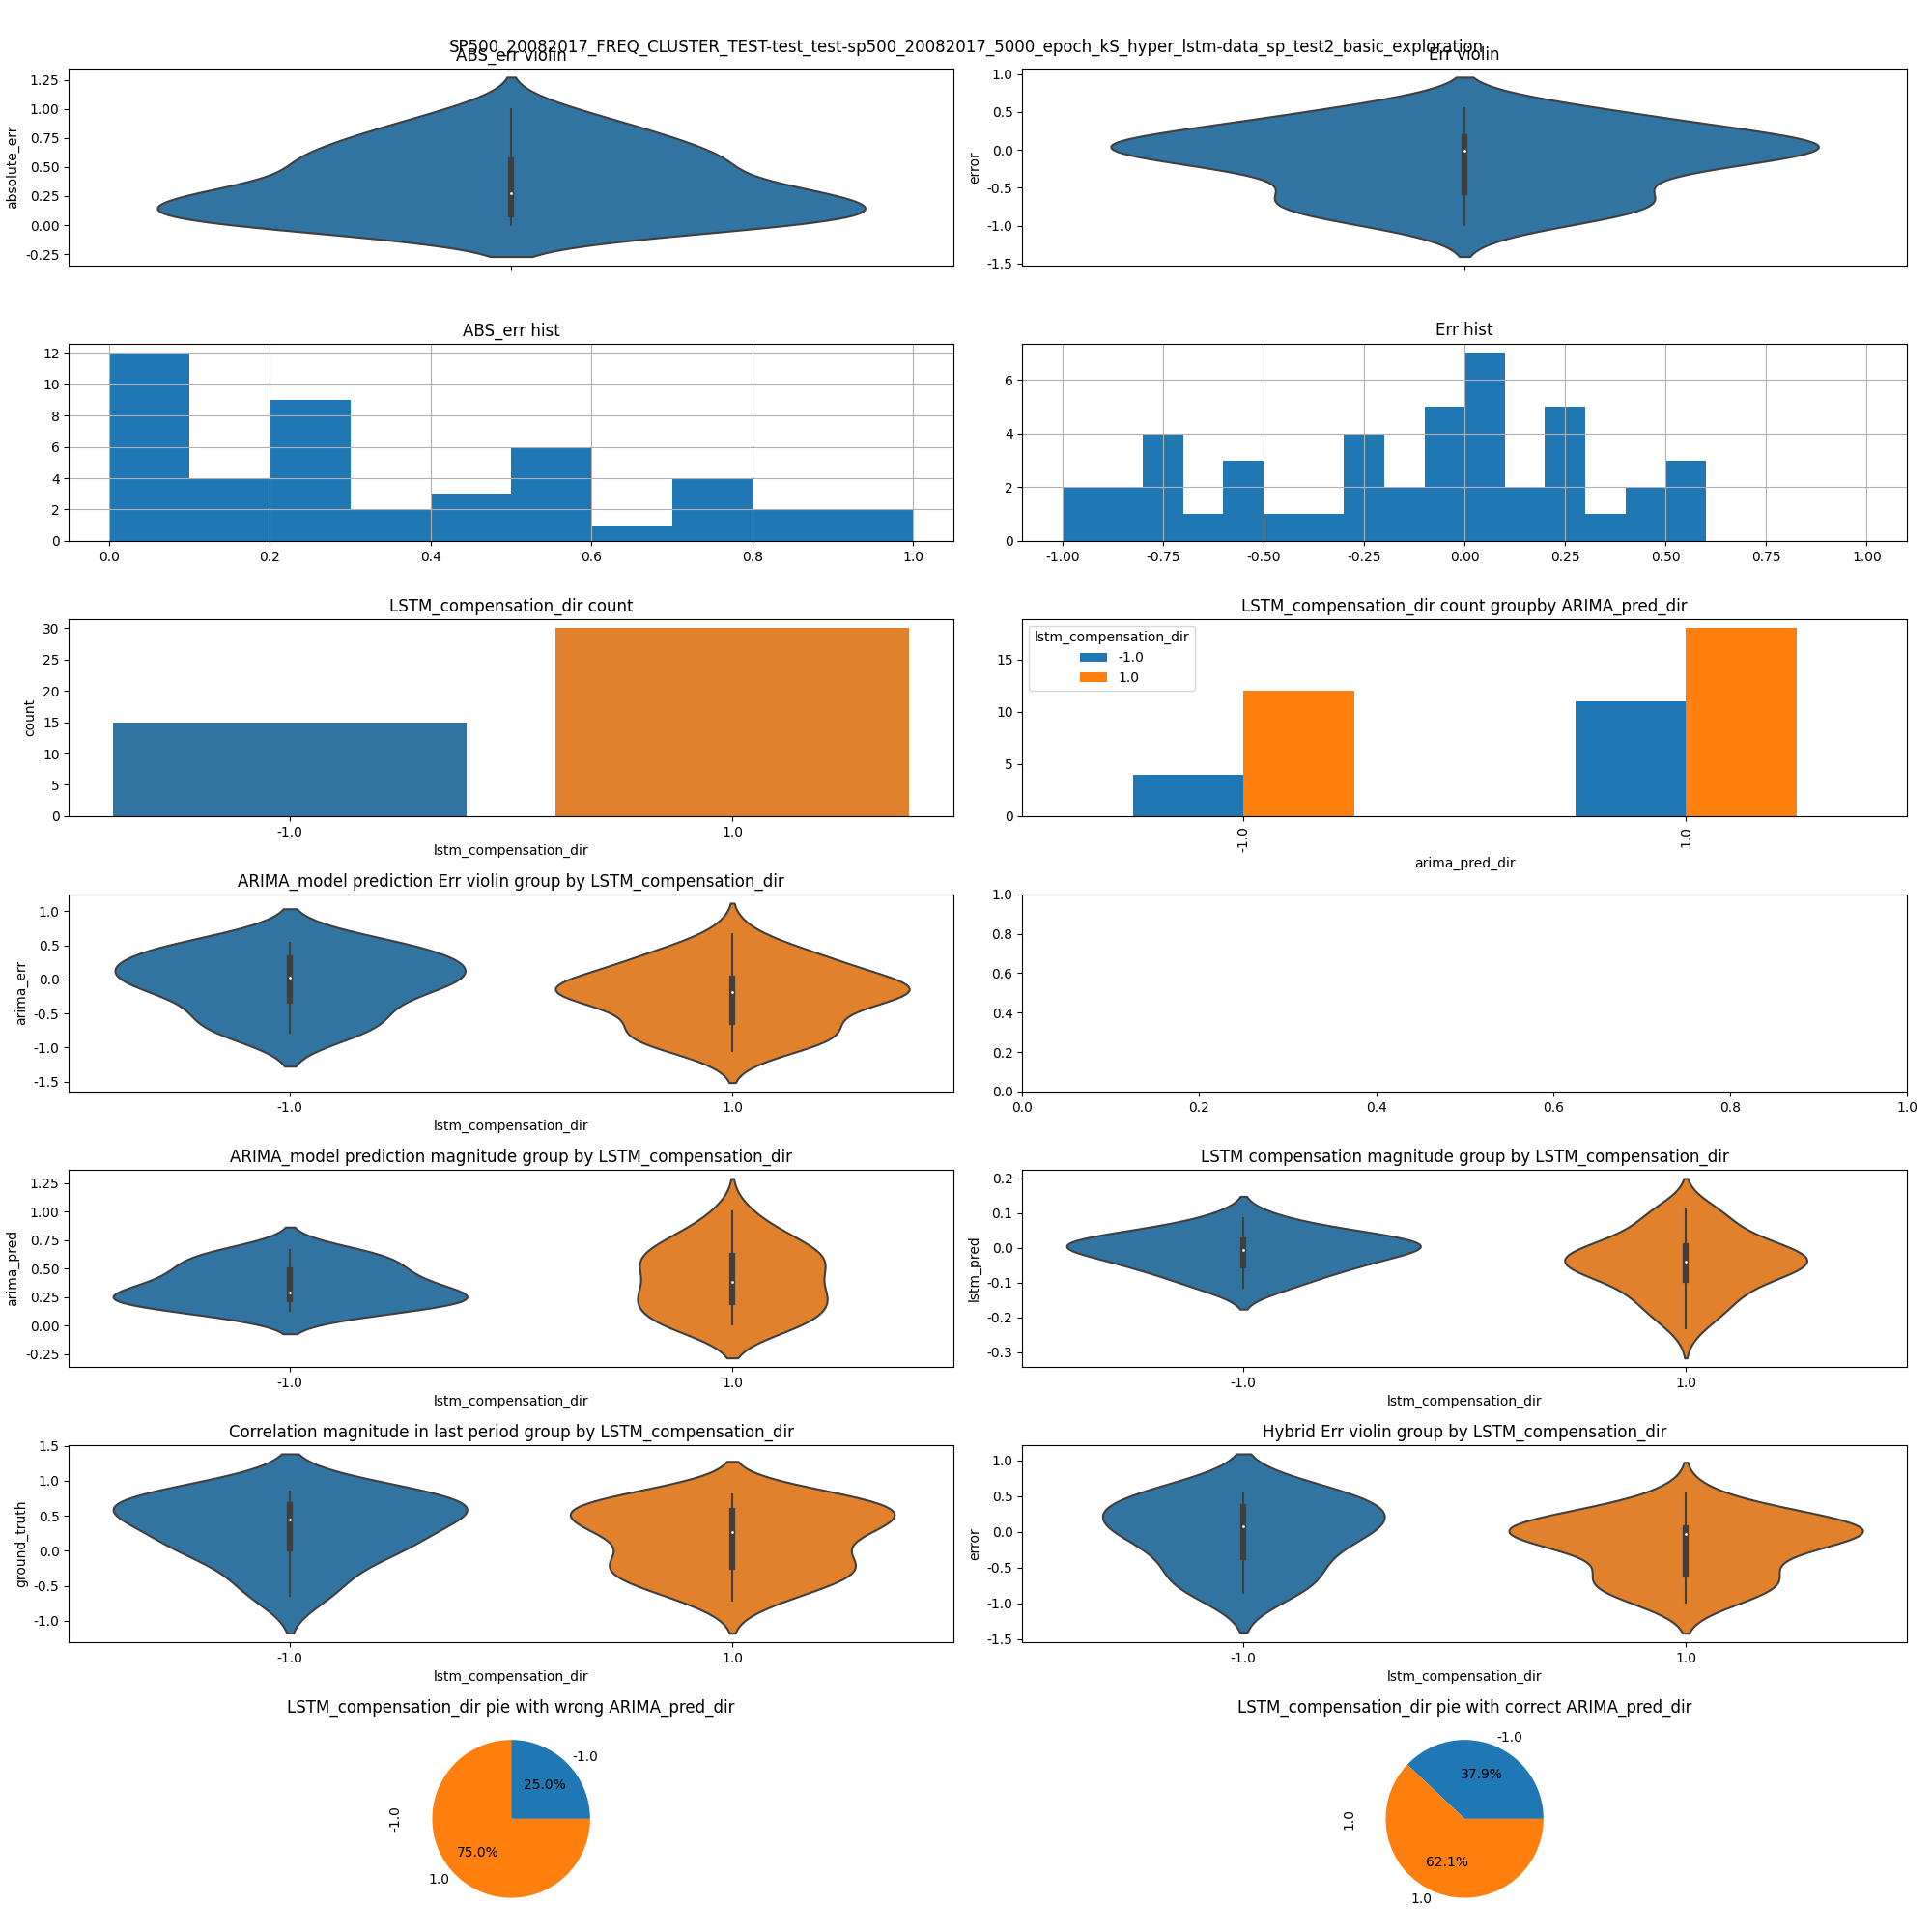 SP500_20082017_FREQ_CLUSTER_TEST-test_test-sp500_20082017_5000_epoch_kS_hyper_lstm-data_sp_test2_basic_exploration
ABS_err violin
absolute_err
1.25
1.00
0.75
0.50
0.25
0.00
-0.25
Err violin
error
1.0
0.5
0.0
-0.5
-1.0
-1.5
ABS_err hist
12
10
8
6
4
2
0
0.0 0.2 0.4 0.6 0.8 1.0
Err hist
6
4
2
0
-1.00 -0.75 -0.50 -0.25 0.00 0.25 0.50 0.75 1.00
LSTM_compensation_dir count
count
30
25
20
15
10
5
0
-1.0 1.0
lstm_compensation_dir
LSTM_compensation_dir count groupby ARIMA_pred_dir
lstm_compensation_dir
-1.0
1.0
15
10
5
0
-1.0 1.0
arima_pred_dir
ARIMA_model prediction Err violin group by LSTM_compensation_dir
arima_err
1.0
0.5
0.0
-0.5
-1.0
-1.5
-1.0 1.0
lstm_compensation_dir
1.0
0.8
0.6
0.4
0.2
0.0
0.0 0.2 0.4 0.6 0.8 1.0
ARIMA_model prediction magnitude group by LSTM_compensation_dir
arima_pred
1.25
1.00
0.75
0.50
0.25
0.00
-0.25
-1.0 1.0
lstm_compensation_dir
LSTM compensation magnitude group by LSTM_compensation_dir
lstm_pred
0.2
0.1
0.0
-0.1
-0.2
-0.3
-1.0 1.0
lstm_compensation_dir
Correlation magnitude in last period group by LSTM_compensation_dir
ground_truth
1.5
1.0
0.5
0.0
-0.5
-1.0
-1.0 1.0
lstm_compensation_dir
Hybrid Err violin group by LSTM_compensation_dir
error
1.0
0.5
0.0
-0.5
-1.0
-1.5
-1.0 1.0
lstm_compensation_dir
LSTM_compensation_dir pie with wrong ARIMA_pred_dir
-1.0
-1.0
25.0%
75.0%
1.0
LSTM_compensation_dir pie with correct ARIMA_pred_dir
1.0
-1.0
37.9%
62.1%
1.0